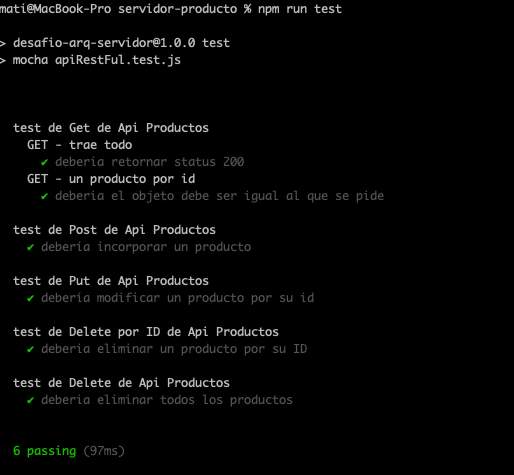 mati@MacBook-Pro servidor-producto % npm run test
> desafio-arq-servidor@1.0.0 test
> mocha apiRestFul.test.js
test de Get de Api Productos
GET - trae todo
✔ deberia retornar status 200
GET - un producto por id
✔ deberia el objeto debe ser igual al que se pide
test de Post de Api Productos
✔ deberia incorporar un producto
test de Put de Api Productos
✔ deberia modificar un producto por su id
test de Delete por ID de Api Productos
✔ deberia eliminar un producto por su ID
test de Delete de Api Productos
✔ deberia eliminar todos los productos
6 passing (97ms)